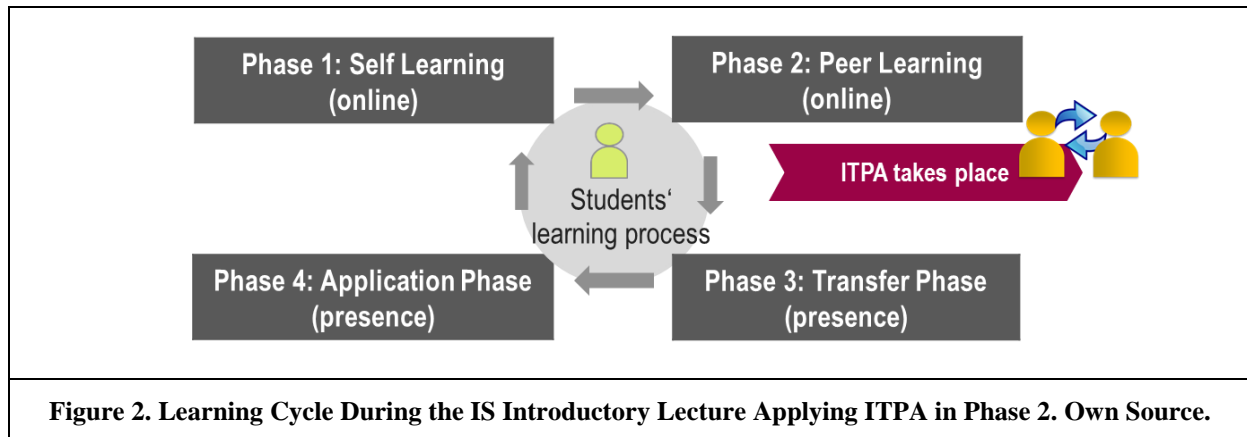 Phase 1: Self Learning
(online)
Phase 2: Peer Learning
(online)
ITPA takes place
Students‘
learning process
Phase 4: Application Phase
(presence)
Phase 3: Transfer Phase
(presence)
Figure 2. Learning Cycle During the IS Introductory Lecture Applying ITPA in Phase 2. Own Source.